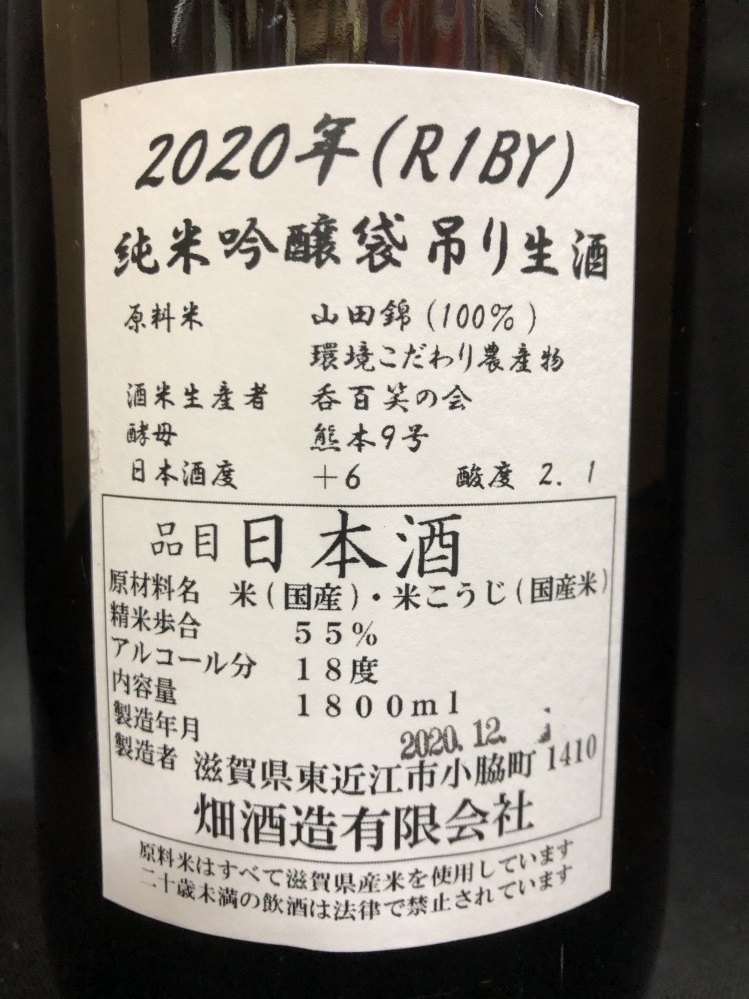 2020年(R1BY)
純米吟醸袋吊り生酒
原料米 山田錦(100%)
環境こだわり農産物
酒米生産者 呑百笑の会
酵母 熊本9号
日本酒度 +6 酸度 2.1
品目 日本酒
原材料名 米(国産)・米こうじ(国産米)
精米歩合 55%
アルコール分 18度
内容量 1800ml
製造年月 2020.12.
製造者 滋賀県東近江市小脇町1410
畑酒造有限会社
原料米はすべて滋賀県産米を使用しています
二十歳未満の飲酒は法律で禁止されています